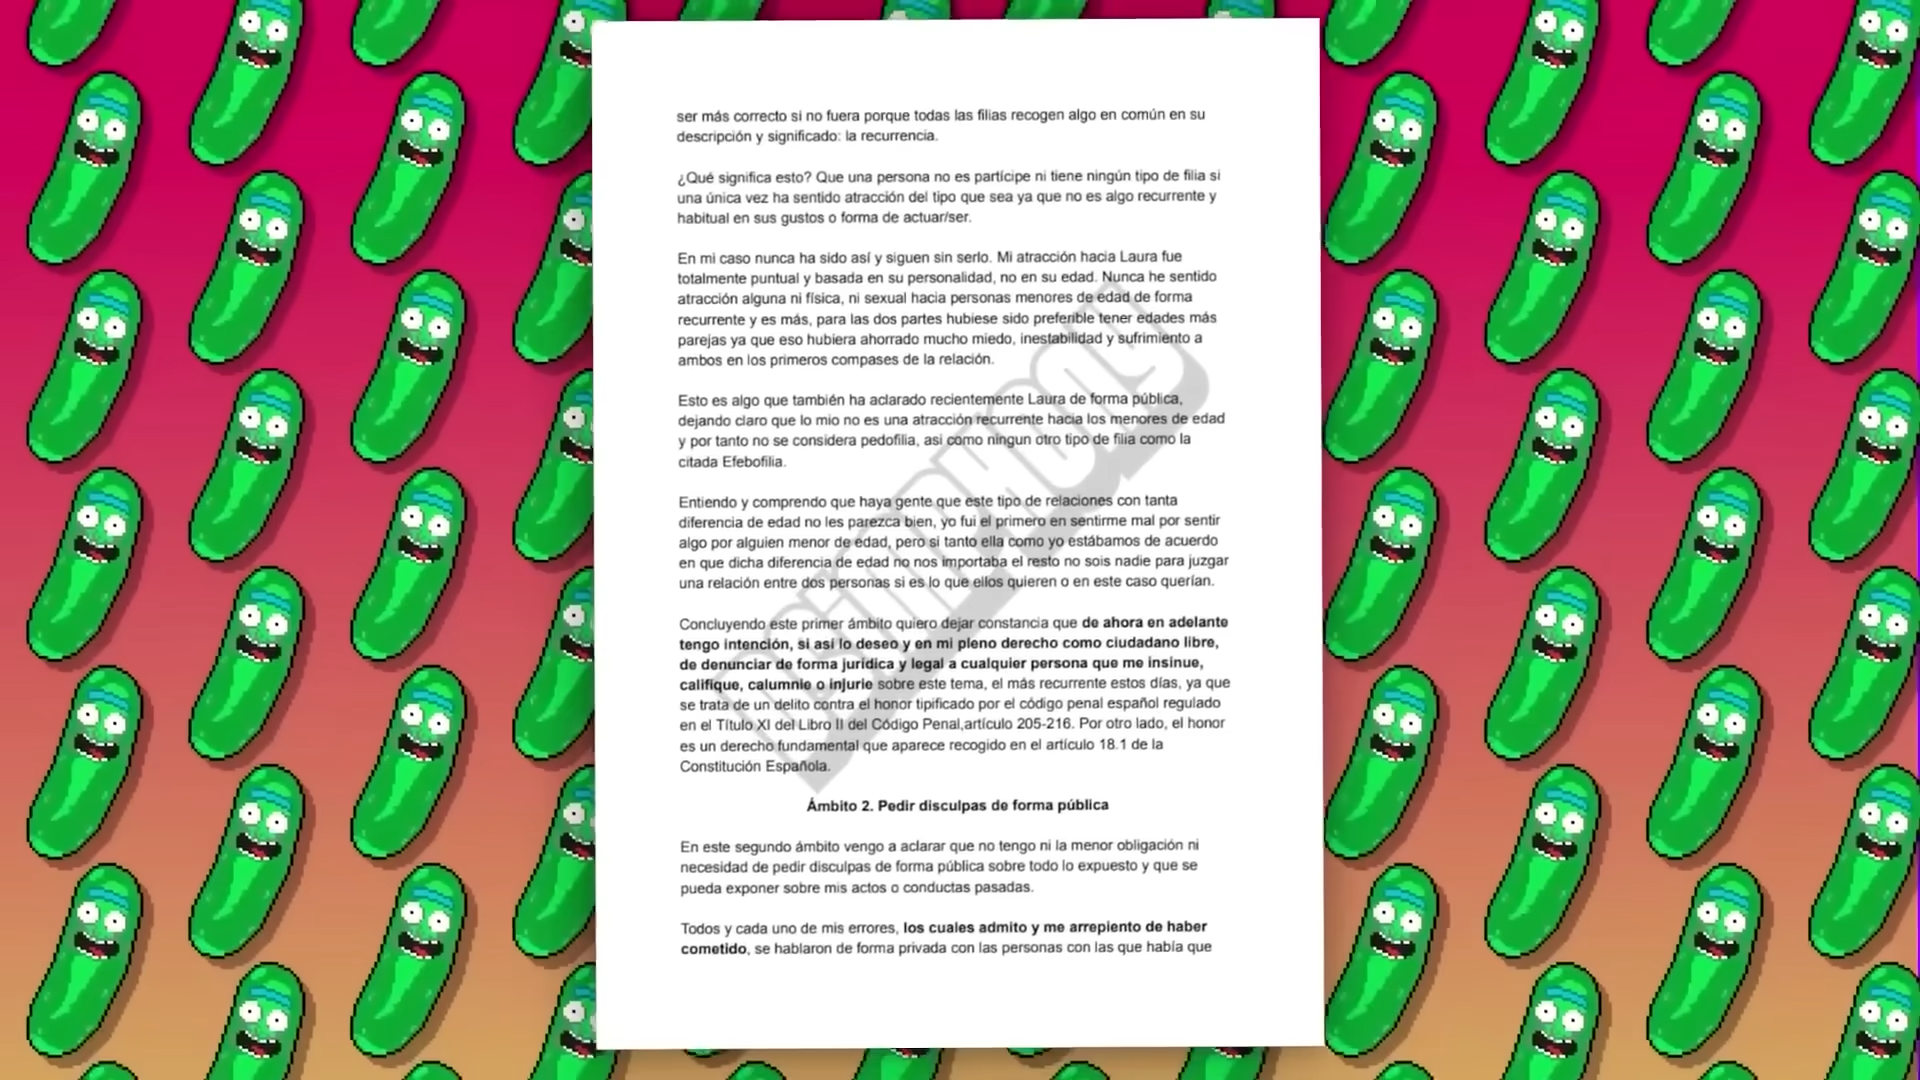 ser más correcto si no fuera porque todas las filias recogen algo en común en su
descripción y significado: la recurrencia.
¿Qué significa esto? Que una persona no es partícipe ni tiene ningún tipo de filia si
una única vez ha sentido atracción del tipo que sea ya que no es algo recurrente y
habitual en sus gustos o forma de actuar/ser.
En mi caso nunca ha sido así y siguen sin serlo. Mi atracción hacia Laura fue
totalmente puntual y basada en su personalidad, no en su edad. Nunca he sentido
atracción alguna ni física, ni sexual hacia personas menores de edad de forma
recurrente y es más, para las dos partes hubiese sido preferible tener edades más
parejas ya que eso hubiera ahorrado mucho miedo, inestabilidad y sufrimiento a
ambos en los primeros compases de la relación.
Esto es algo que también ha aclarado recientemente Laura de forma pública,
dejando claro que lo mio no es una atracción recurrente hacia los menores de edad
y por tanto no se considera pedofilia, asi como ningun otro tipo de filia como la
citada Efebofilia.
Entiendo y comprendo que haya gente que este tipo de relaciones con tanta
diferencia de edad no les parezca bien, yo fui el primero en sentirme mal por sentir
algo por alguien menor de edad, pero si tanto ella como yo estábamos de acuerdo
en que dicha diferencia de edad no nos importaba el resto no sois nadie para juzgar
una relación entre dos personas si es lo que ellos quieren o en este caso querían.
Concluyendo este primer ámbito quiero dejar constancia que de ahora en adelante
tengo intención, si así lo deseo y en mi pleno derecho como ciudadano libre,
de denunciar de forma jurídica y legal a cualquier persona que me insinue,
califique, calumnie o injurie sobre este tema, el más recurrente estos días, ya que
se trata de un delito contra el honor tipificado por el código penal español regulado
en el Título XI del Libro II del Código Penal,artículo 205-216. Por otro lado, el honor
es un derecho fundamental que aparece recogido en el artículo 18.1 de la
Constitución Española.
Ámbito 2. Pedir disculpas de forma pública
En este segundo ámbito vengo a aclarar que no tengo ni la menor obligación ni
necesidad de pedir disculpas de forma pública sobre todo lo expuesto y que se
pueda exponer sobre mis actos o conductas pasadas.
Todos y cada uno de mis errores, los cuales admito y me arrepiento de haber
cometido, se hablaron de forma privada con las personas con las que había que